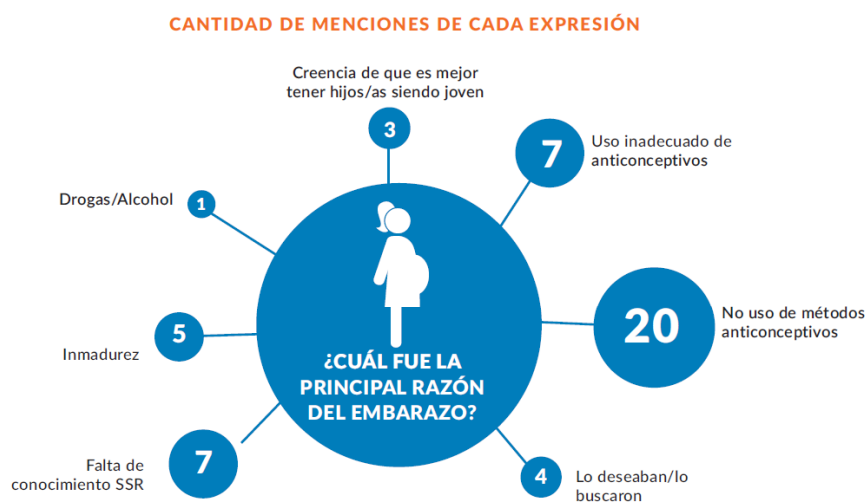 CANTIDAD DE MENCIONES DE CADA EXPRESIÓN
Creencia de que es mejor
tener hijos/as siendo joven
3
7
Uso inadecuado de
anticonceptivos
Drogas/Alcohol
1
20
No uso de métodos
anticonceptivos
5
Inmadurez
¿CUÁL FUE LA
PRINCIPAL RAZÓN
DEL EMBARAZO?
7
Falta de
conocimiento SSR
4
Lo deseaban/lo
buscaron